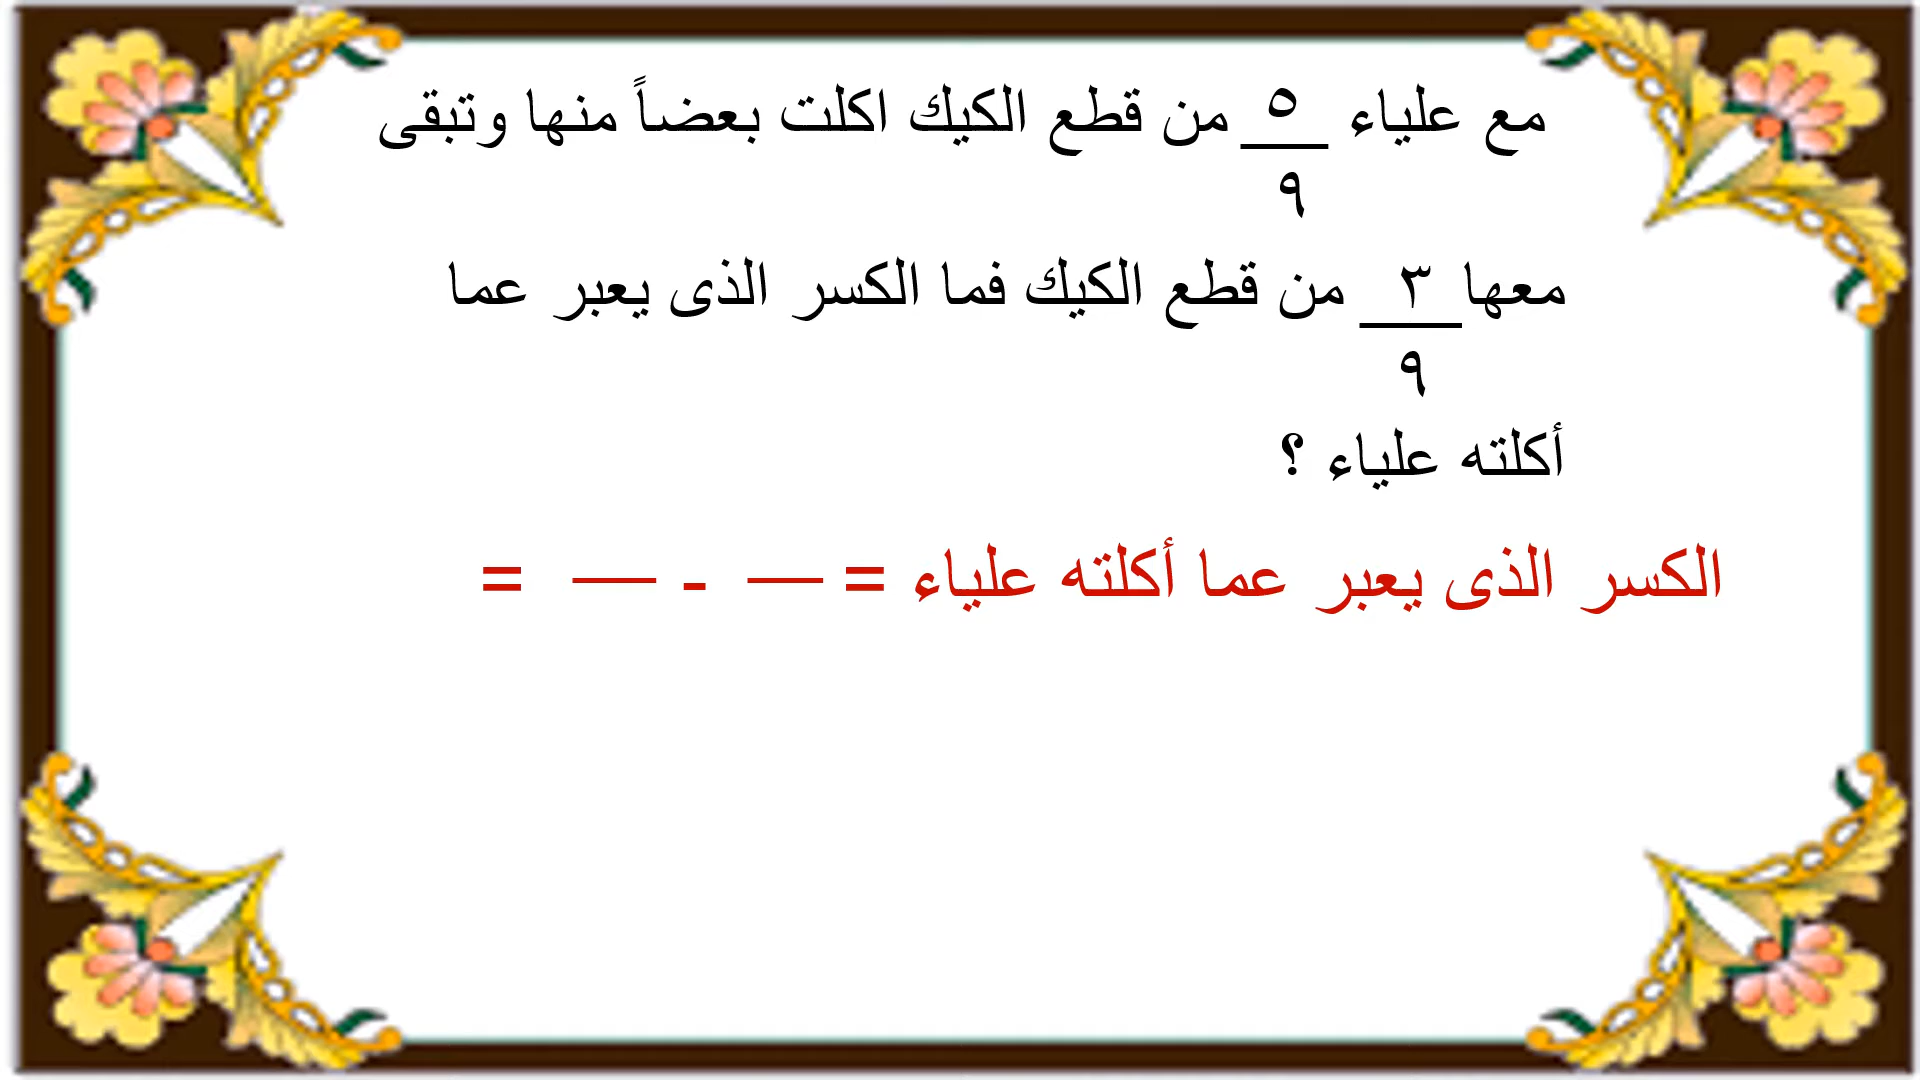 مع علياء ٥ من قطع الكيك اكلت بعضاً منها وتبقى
٩
معها ٣ من قطع الكيك فما الكسر الذى يعبر عما
٩
أكلته علياء ؟
الكسر الذى يعبر عما أكلته علياء = — - — =